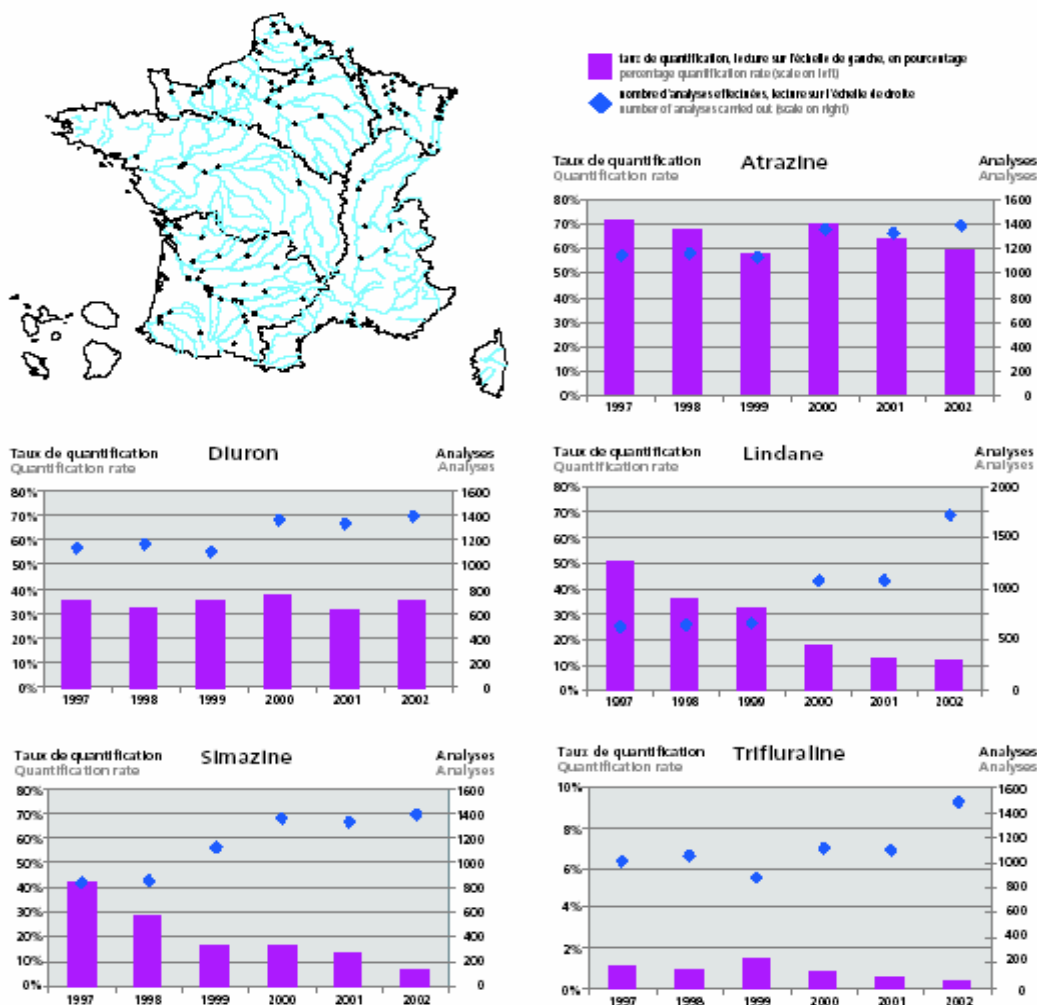 taux de quantification, lecture sur l'échelle de gauche, en pourcentage
percentage quantification rate (scale on left)
nombre d'analyses effectuées, lecture sur l'échelle de droite
number of analyses carried out (scale on right)
Taux de quantification Atrazine Analyses
Quantification rate Analyses
80% 1600
70% 1400
60% 1200
50% 1000
40% 800
30% 600
20% 400
10% 200
0% 0
1997 1998 1999 2000 2001 2002
Taux de quantification Diuron Analyses
Quantification rate Analyses
80% 1600
70% 1400
60% 1200
50% 1000
40% 800
30% 600
20% 400
10% 200
0% 0
1997 1998 1999 2000 2001 2002
Taux de quantification Lindane Analyses
Quantification rate Analyses
80% 2000
70%
60% 1500
50%
40% 1000
30%
20% 500
10%
0% 0
1997 1998 1999 2000 2001 2002
Taux de quantification Simazine Analyses
Quantification rate Analyses
80% 1600
70% 1400
60% 1200
50% 1000
40% 800
30% 600
20% 400
10% 200
0% 0
1997 1998 1999 2000 2001 2002
Taux de quantification Trifluraline Analyses
Quantification rate Analyses
10% 1600
1400
8% 1200
6% 1000
800
4% 600
400
2% 200
0% 0
1997 1998 1999 2000 2001 2002